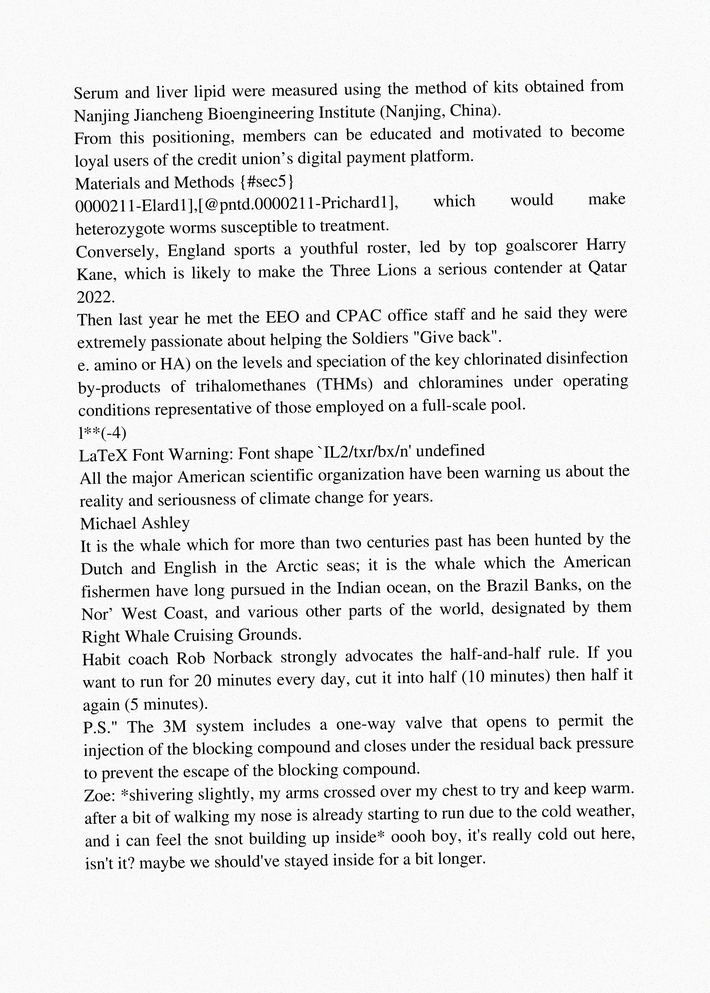 Serum and liver lipid were measured using the method of kits obtained from
Nanjing Jiancheng Bioengineering Institute (Nanjing, China).
From this positioning, members can be educated and motivated to become
loyal users of the credit union’s digital payment platform.
Materials and Methods {#sec5}
0000211-Elard1],[@pntd.0000211-Prichard1], which would make
heterozygote worms susceptible to treatment.
Conversely, England sports a youthful roster, led by top goalscorer Harry
Kane, which is likely to make the Three Lions a serious contender at Qatar
2022.
Then last year he met the EEO and CPAC office staff and he said they were
extremely passionate about helping the Soldiers "Give back".
e. amino or HA) on the levels and speciation of the key chlorinated disinfection
by-products of trihalomethanes (THMs) and chloramines under operating
conditions representative of those employed on a full-scale pool.
l**(-4)
LaTeX Font Warning: Font shape `IL2/txr/bx/n' undefined
All the major American scientific organization have been warning us about the
reality and seriousness of climate change for years.
Michael Ashley
It is the whale which for more than two centuries past has been hunted by the
Dutch and English in the Arctic seas; it is the whale which the American
fishermen have long pursued in the Indian ocean, on the Brazil Banks, on the
Nor’ West Coast, and various other parts of the world, designated by them
Right Whale Cruising Grounds.
Habit coach Rob Norback strongly advocates the half-and-half rule. If you
want to run for 20 minutes every day, cut it into half (10 minutes) then half it
again (5 minutes).
P.S." The 3M system includes a one-way valve that opens to permit the
injection of the blocking compound and closes under the residual back pressure
to prevent the escape of the blocking compound.
Zoe: *shivering slightly, my arms crossed over my chest to try and keep warm.
after a bit of walking my nose is already starting to run due to the cold weather,
and i can feel the snot building up inside* oooh boy, it's really cold out here,
isn't it? maybe we should've stayed inside for a bit longer.